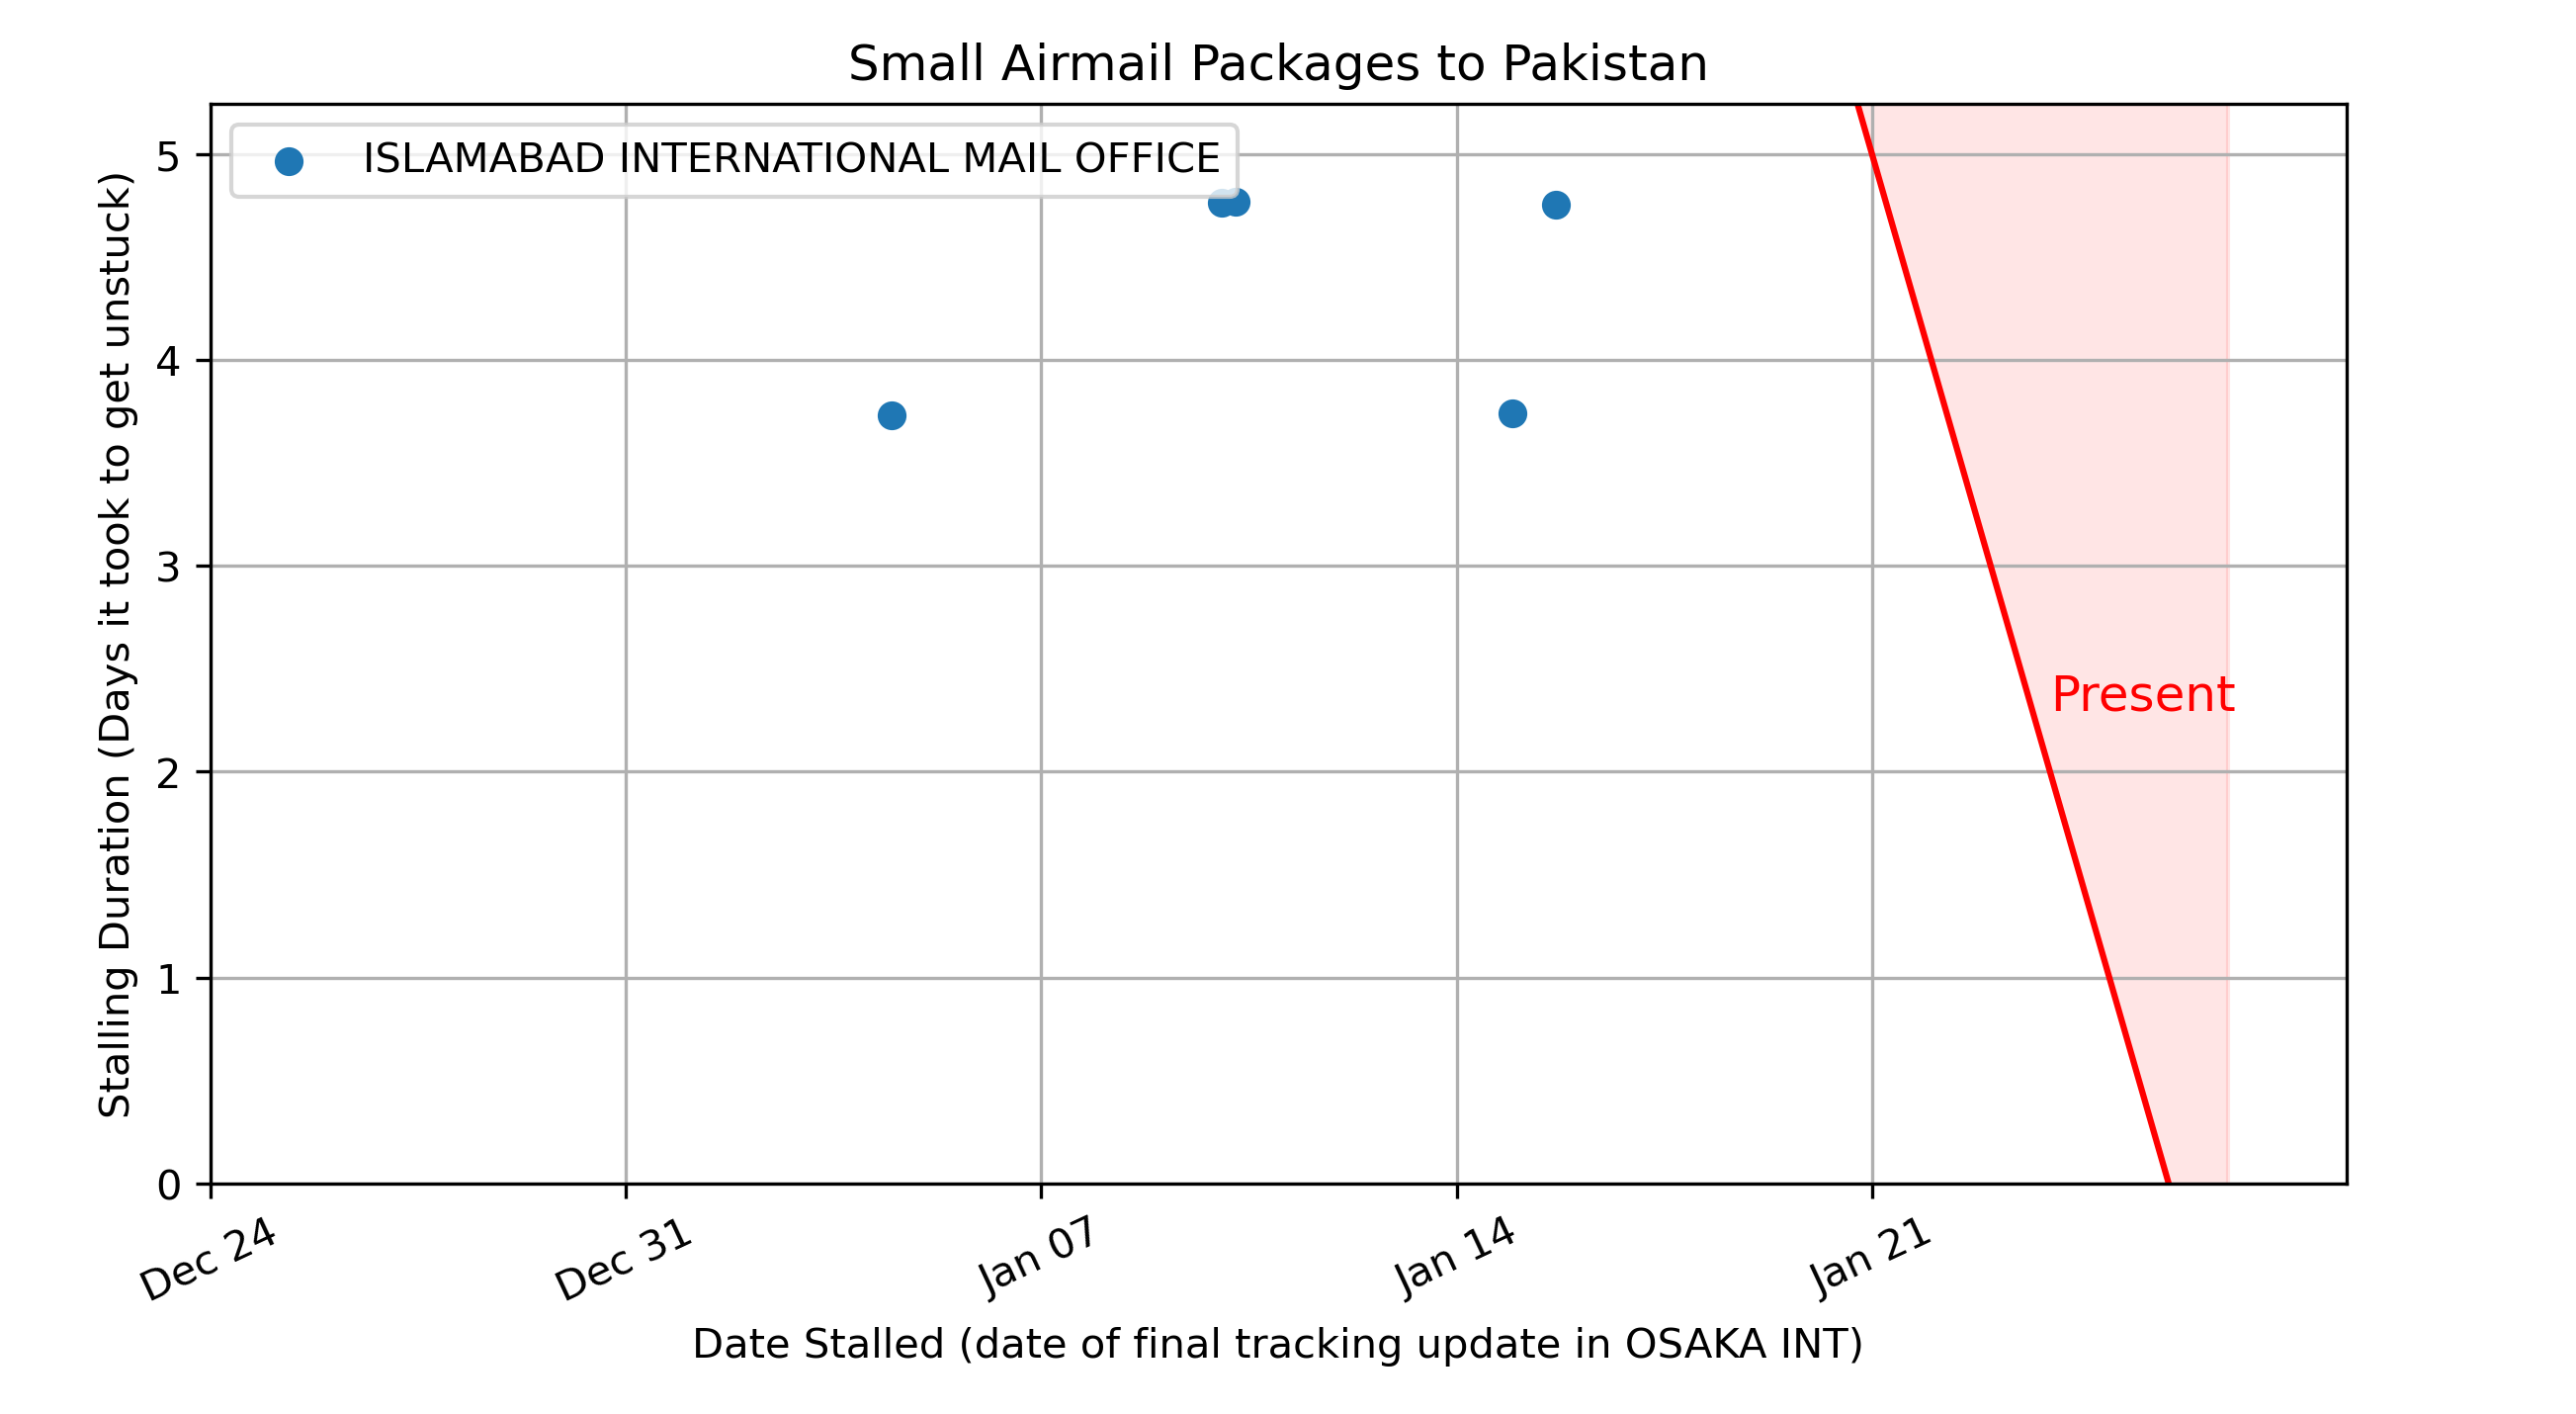 Small Airmail Packages to Pakistan
ISLAMABAD INTERNATIONAL MAIL OFFICE
Stalling Duration (Days it took to get unstuck)
5
4
3
2
1
0
Present
Dec 24
Dec 31
Jan 07
Jan 14
Jan 21
Date Stalled (date of final tracking update in OSAKA INT)